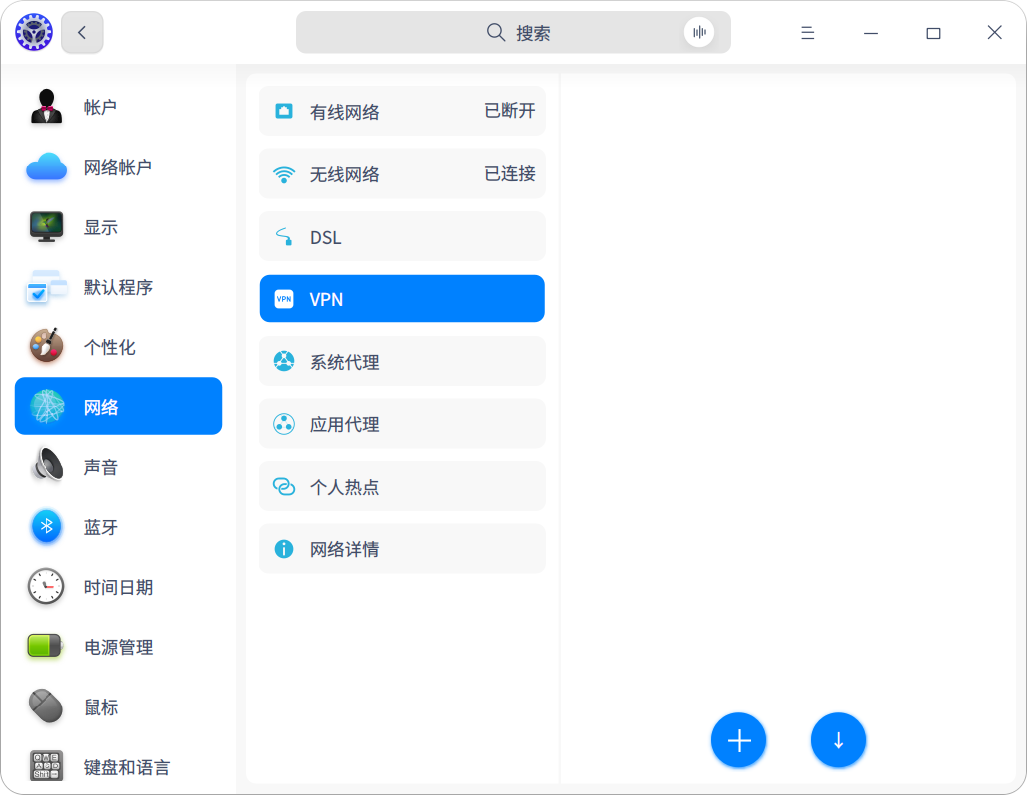 搜索
帐户
网络帐户
显示
默认程序
个性化
网络
声音
蓝牙
时间日期
电源管理
鼠标
键盘和语言
有线网络 已断开
无线网络 已连接
DSL
VPN
VPN
系统代理
应用代理
个人热点
网络详情